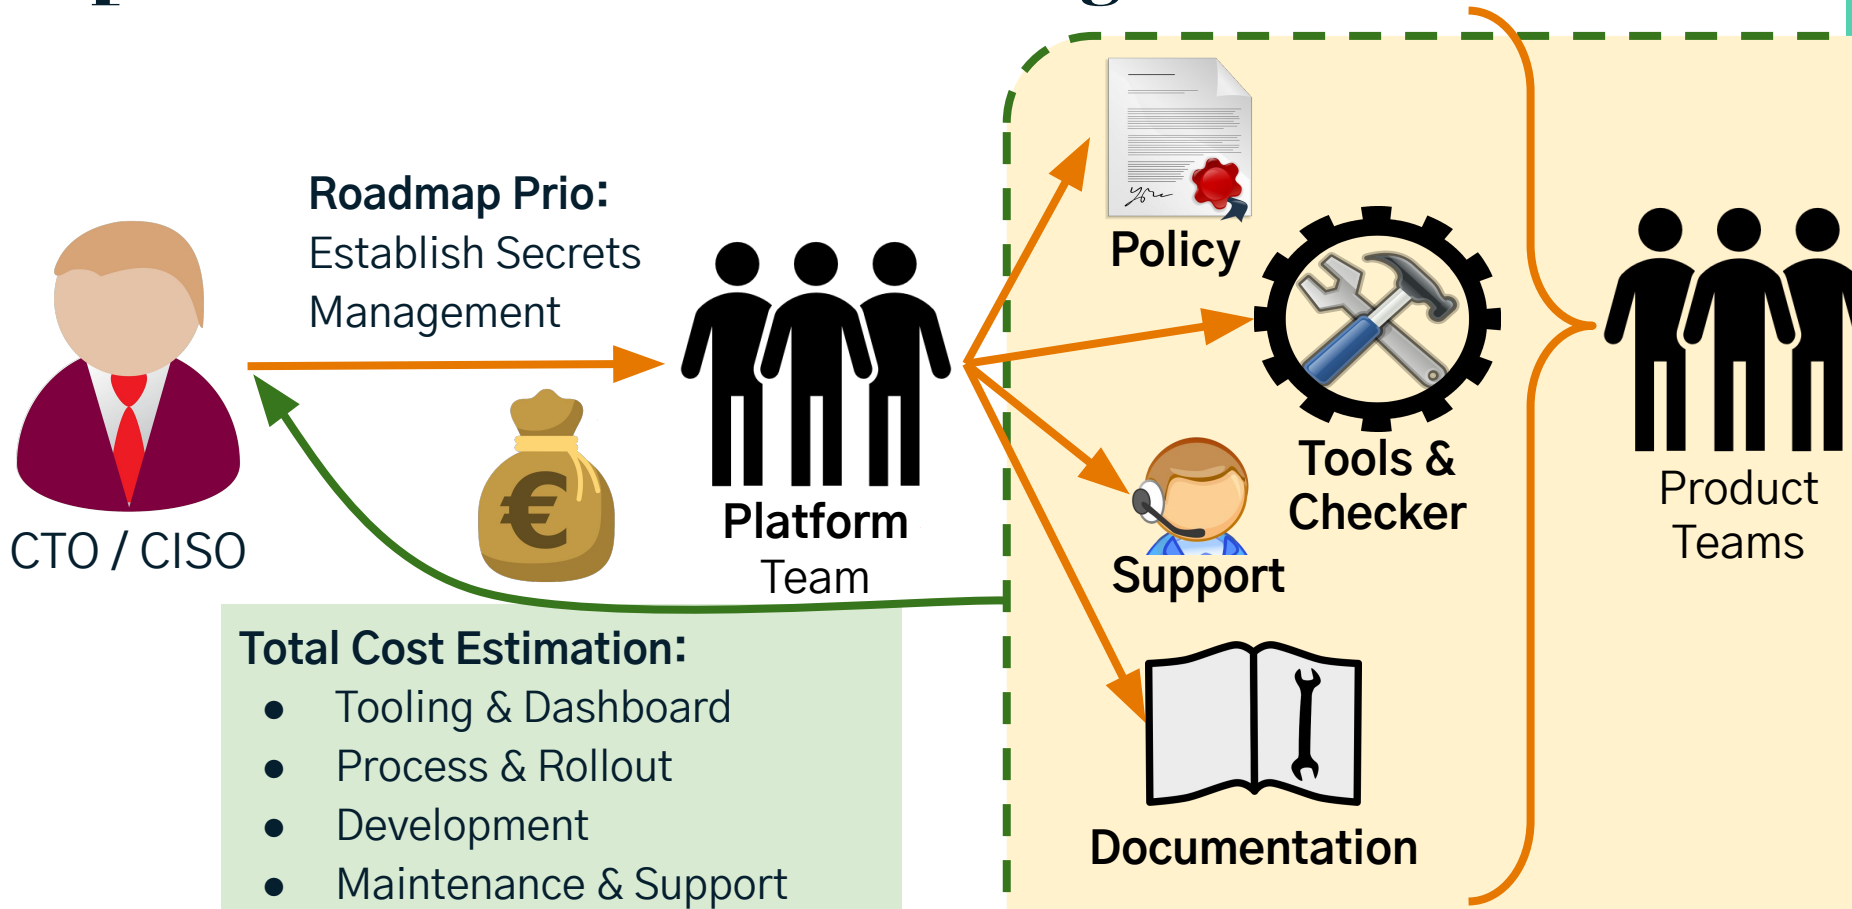 Roadmap Prio:
Establish Secrets
Management
CTO / CISO
€
Platform
Team
Total Cost Estimation:
● Tooling & Dashboard
● Process & Rollout
● Development
● Maintenance & Support
Policy
Tools &
Checker
Support
Documentation
Product
Teams